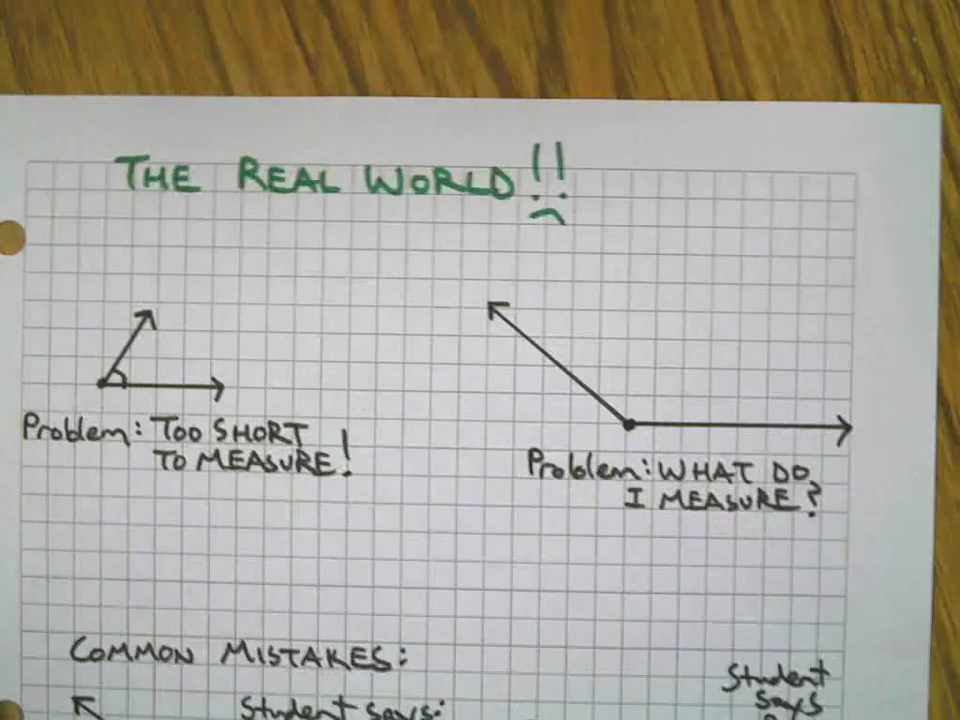 THE REAL WORLD!!
Problem: TOO SHORT
TO MEASURE!
Problem: WHAT DO
I MEASURE?
COMMON MISTAKES:
Student says:
Student
says